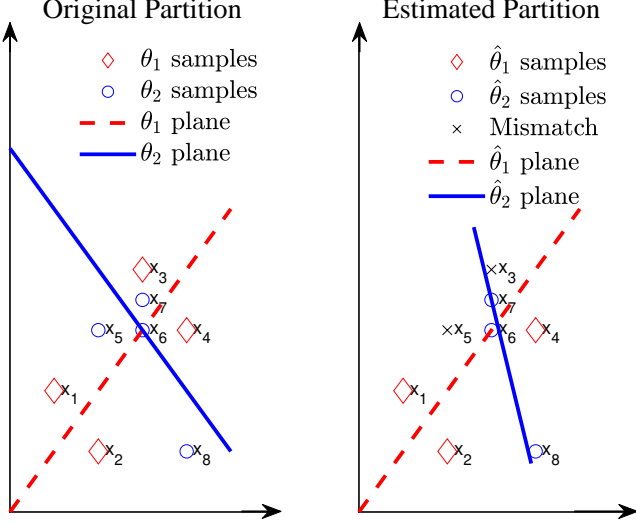 Original Partition
θ₁ samples
θ₂ samples
θ₁ plane
θ₂ plane
x₃
x₇
x₅
x₆
x₄
x₁
x₂
x₈
Estimated Partition
θ̂₁ samples
θ̂₂ samples
Mismatch
θ̂₁ plane
θ̂₂ plane
x₃
x₇
x₅
x₆
x₄
x₁
x₂
x₈